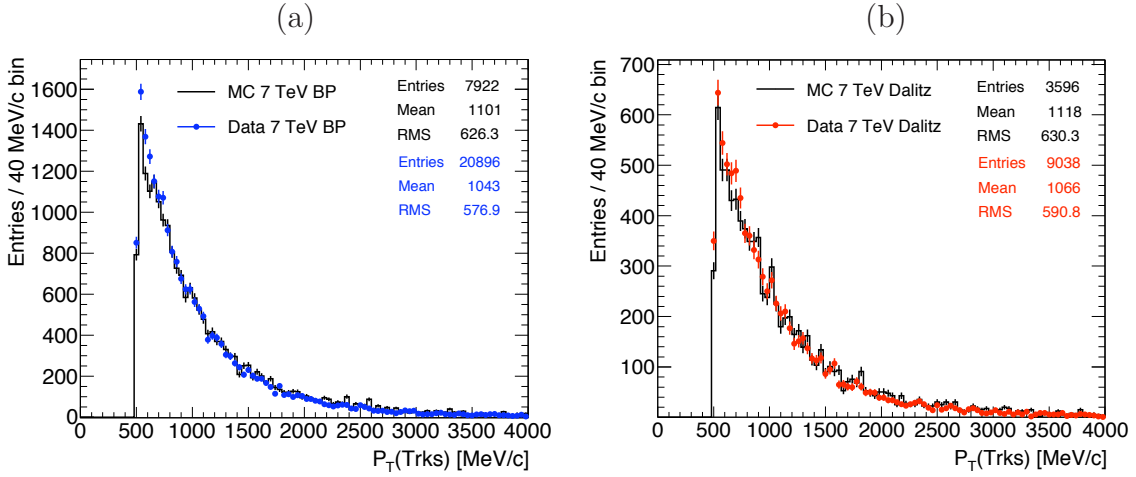 (a)
Entries / 40 MeV/c bin
1600
1400
1200
1000
800
600
400
200
0
0 500 1000 1500 2000 2500 3000 3500 4000
P_T(Trks) [MeV/c]
MC 7 TeV BP
Data 7 TeV BP
Entries 7922
Mean 1101
RMS 626.3
Entries 20896
Mean 1043
RMS 576.9
(b)
Entries / 40 MeV/c bin
700
600
500
400
300
200
100
0 500 1000 1500 2000 2500 3000 3500 4000
P_T(Trks) [MeV/c]
MC 7 TeV Dalitz
Data 7 TeV Dalitz
Entries 3596
Mean 1118
RMS 630.3
Entries 9038
Mean 1066
RMS 590.8